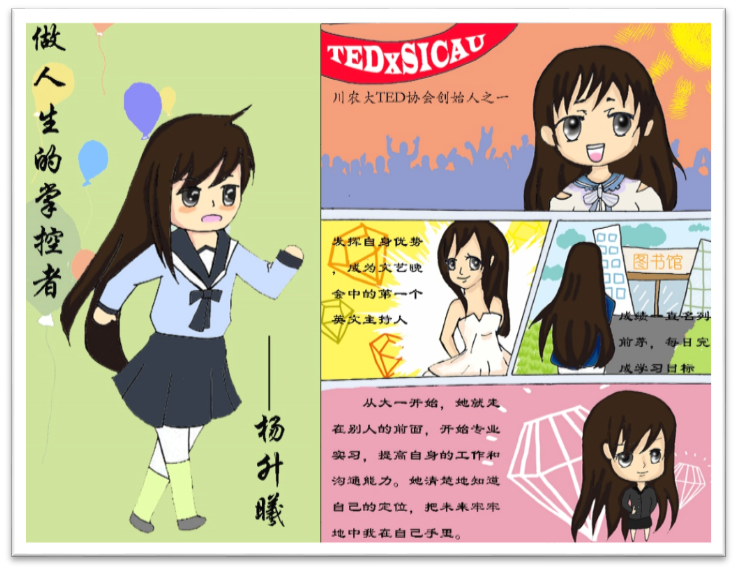 做人生的掌控者
——杨升曦
TEDxSICAU
川农大TED协会创始人之一
发挥自身优势
，成为文艺晚
会中的第一个
英文主持人
图书馆
成绩一直名列
前茅，每日完
成学习目标
从大一开始，她就走
在别人的前面，开始专业
实习，提高自身的工作和
沟通能力。她清楚地知道
自己的定位，把未来牢牢
地中我在自己手里。